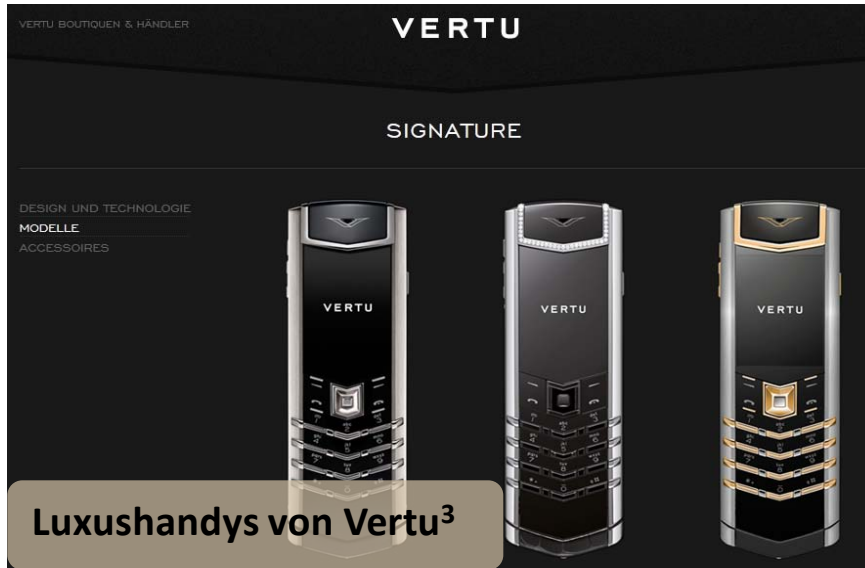 VERTU BOUTIQUEN & HÄNDLER
VERTU
SIGNATURE
DESIGN UND TECHNOLOGIE
MODELLE
ACCESSOIRES
VERTU
VERTU
VERTU
Luxushandys von Vertu³